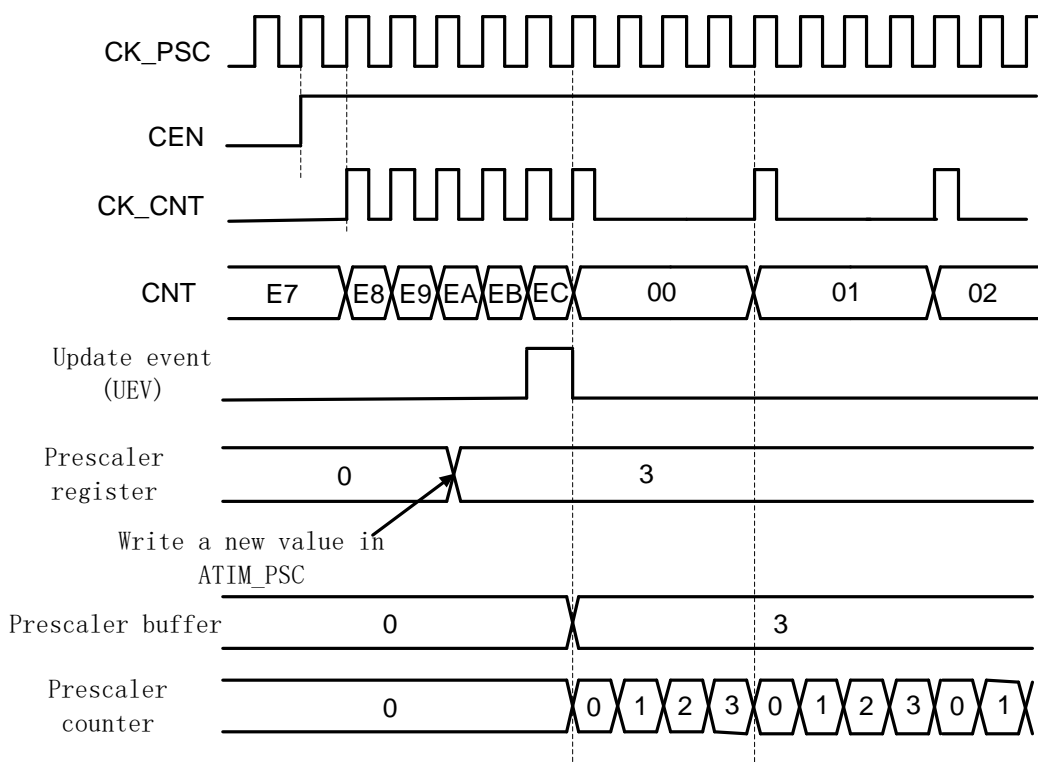 CK_PSC
CEN
CK_CNT
CNT E7 E8 E9 EA EB EC 00 01 02
Update event
(UEV)
Prescaler
register
0 3
Write a new value in
ATIM_PSC
Prescaler buffer 0 3
Prescaler
counter
0 0 1 2 3 0 1 2 3 0 1